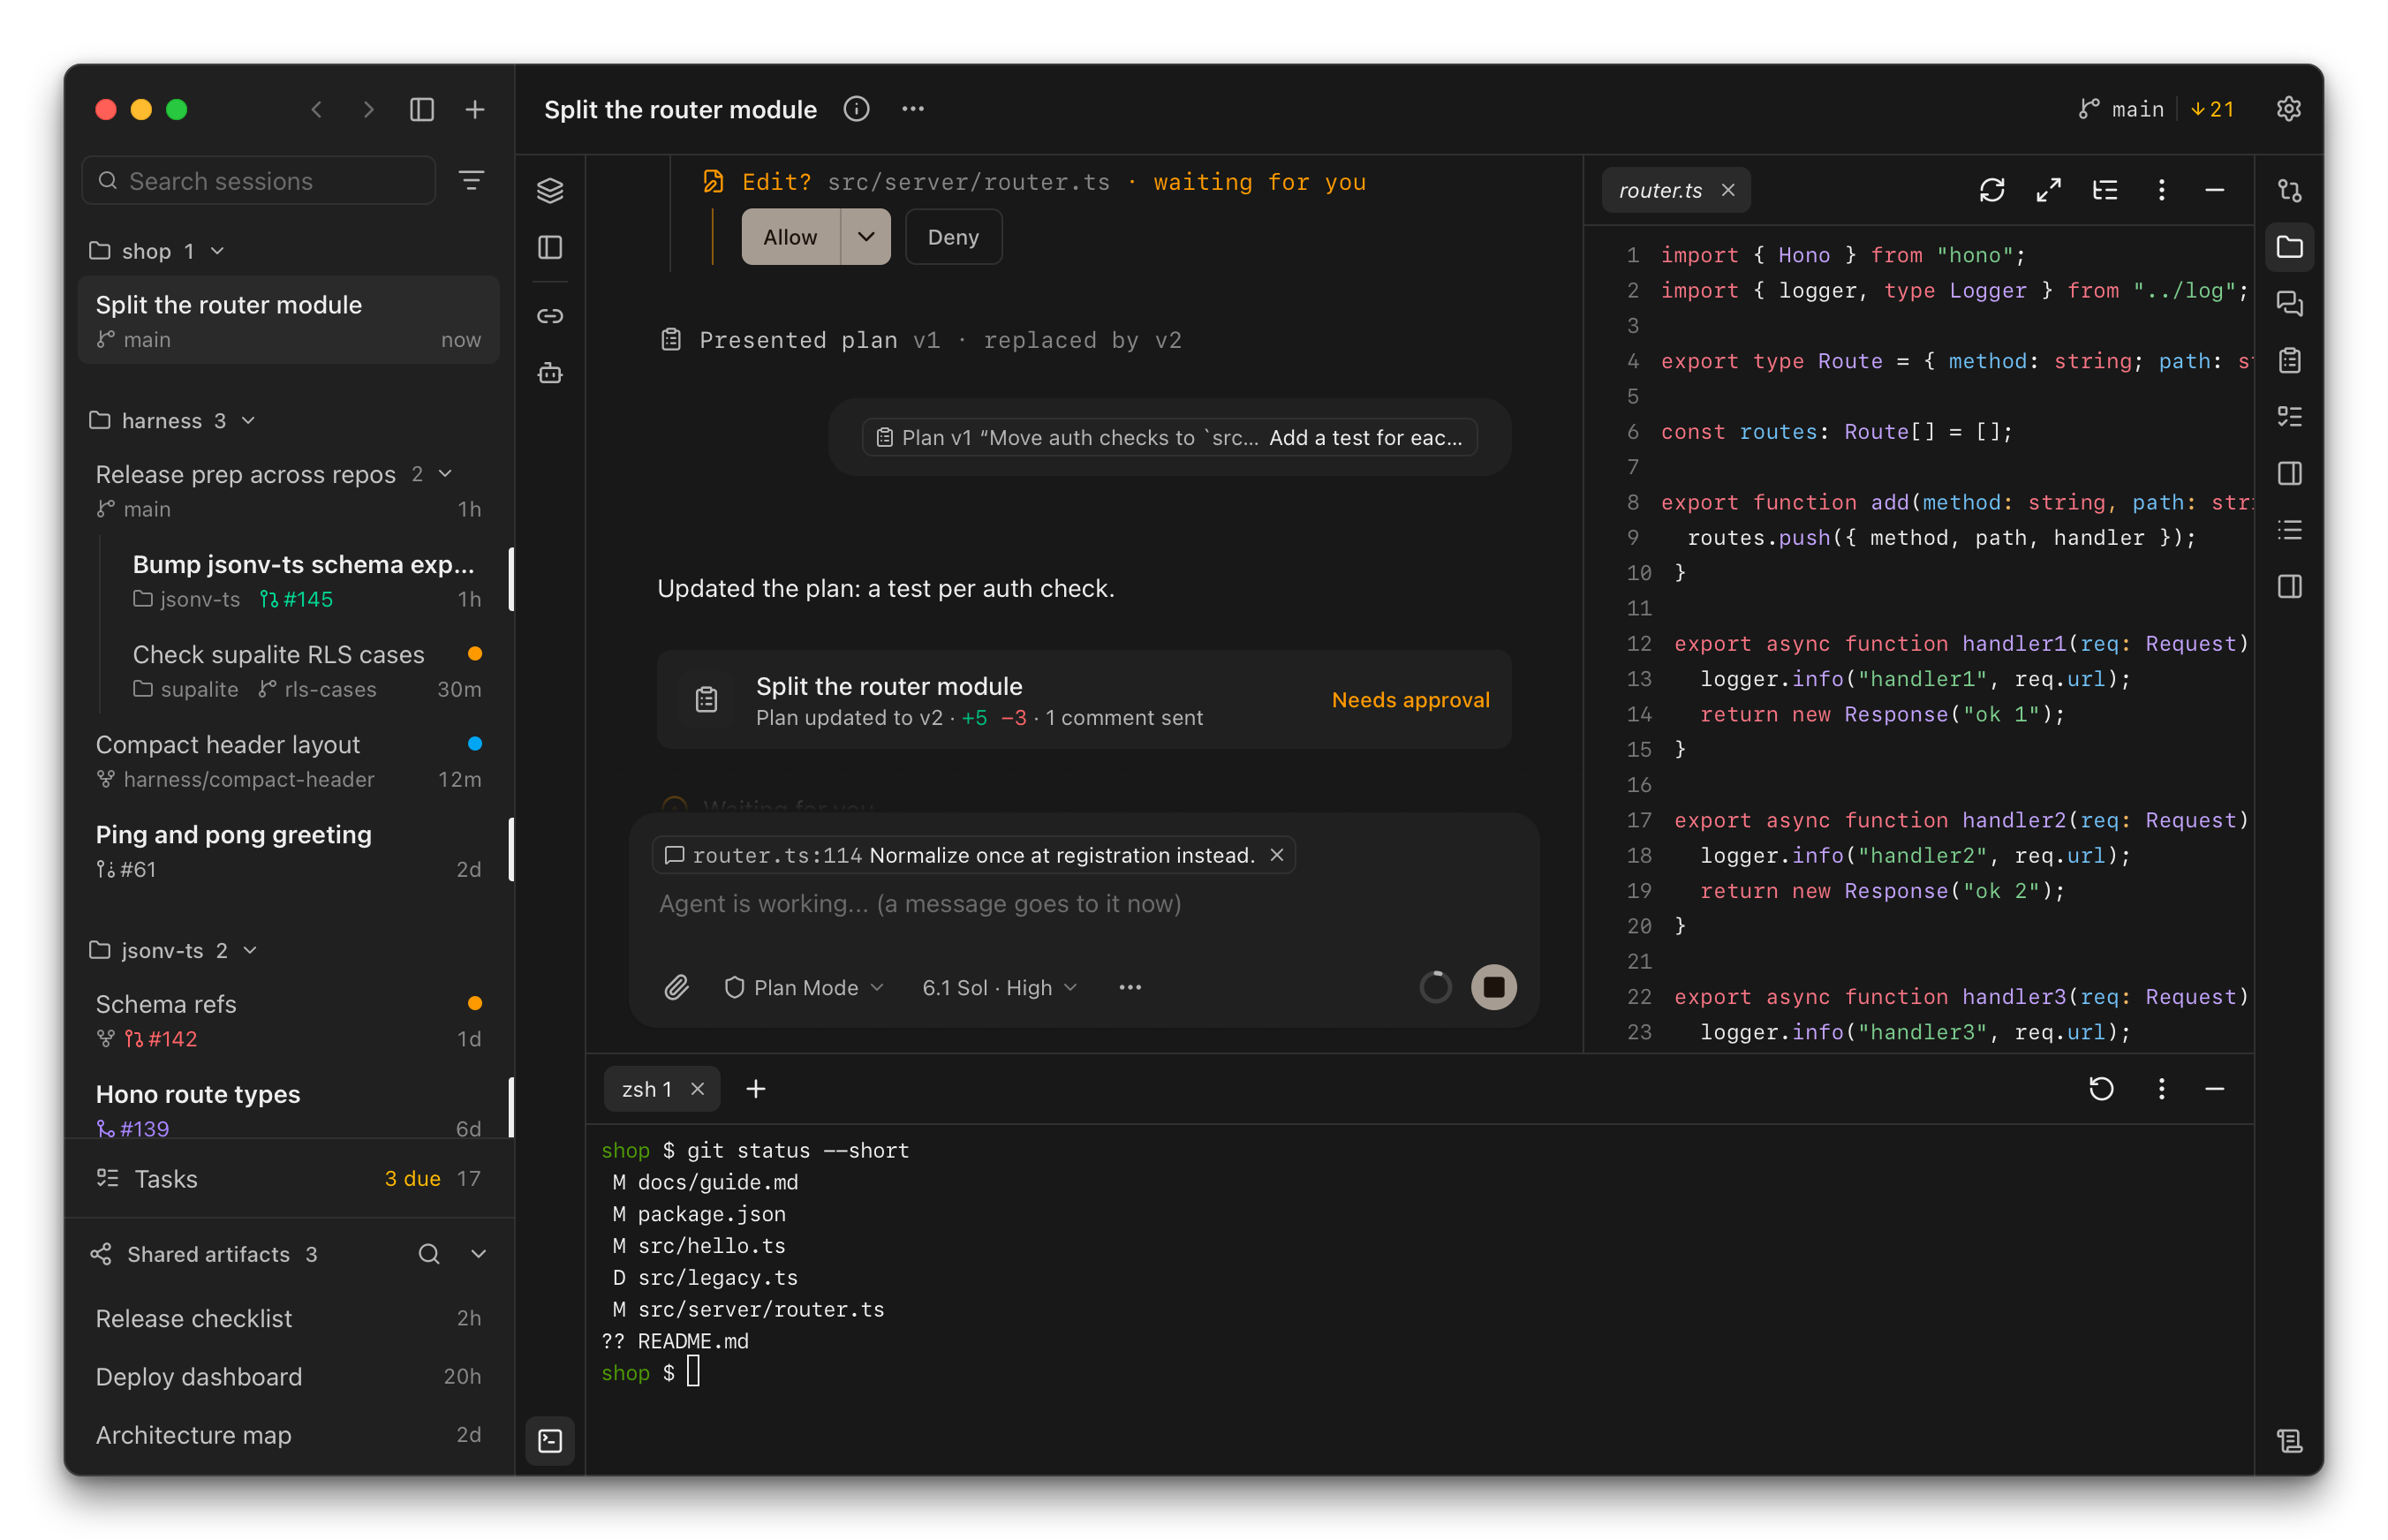 Split the router module
main
↓21
Search sessions
shop 1
Split the router module
main now
harness 3
Release prep across repos 2
main 1h
Bump jsonv-ts schema exp...
jsonv-ts #145 1h
Check supalite RLS cases
supalite rls-cases 30m
Compact header layout
harness/compact-header 12m
Ping and pong greeting
#61 2d
jsonv-ts 2
Schema refs
#142 1d
Hono route types
#139 6d
Tasks 3 due 17
Shared artifacts 3
Release checklist 2h
Deploy dashboard 20h
Architecture map 2d
Edit? src/server/router.ts · waiting for you
Allow Deny
Presented plan v1 · replaced by v2
Plan v1 “Move auth checks to `src... Add a test for eac...
Updated the plan: a test per auth check.
Split the router module
Plan updated to v2 · +5 −3 · 1 comment sent
Needs approval
Waiting for you
router.ts:114 Normalize once at registration instead.
Agent is working... (a message goes to it now)
Plan Mode 6.1 Sol · High
router.ts
1 import { Hono } from "hono";
2 import { logger, type Logger } from "../log";
3
4 export type Route = { method: string; path: st
5
6 const routes: Route[] = [];
7
8 export function add(method: string, path: stri
9 routes.push({ method, path, handler });
10 }
11
12 export async function handler1(req: Request)
13 logger.info("handler1", req.url);
14 return new Response("ok 1");
15 }
16
17 export async function handler2(req: Request)
18 logger.info("handler2", req.url);
19 return new Response("ok 2");
20 }
21
22 export async function handler3(req: Request)
23 logger.info("handler3", req.url);
zsh 1
shop $ git status --short
M docs/guide.md
M package.json
M src/hello.ts
D src/legacy.ts
M src/server/router.ts
?? README.md
shop $